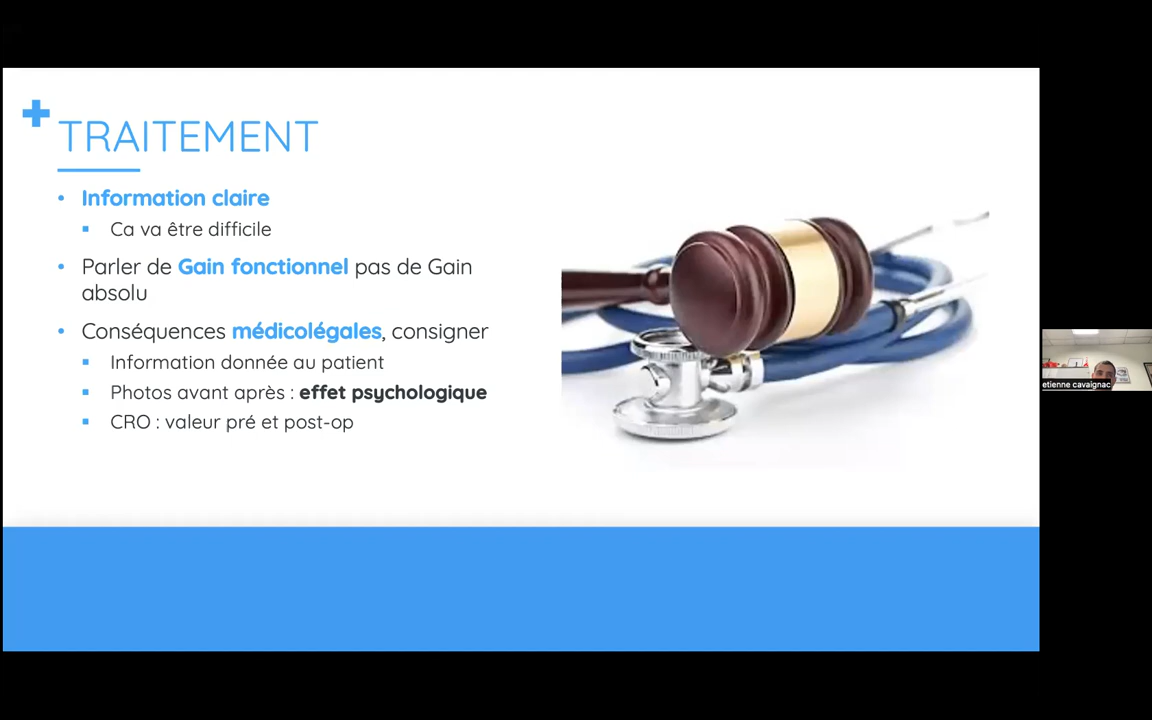 TRAITEMENT
• Information claire
▪ Ca va être difficile
• Parler de Gain fonctionnel pas de Gain
absolu
• Conséquences médicolégales, consigner
▪ Information donnée au patient
▪ Photos avant après : effet psychologique
▪ CRO : valeur pré et post-op
etienne cavaignac